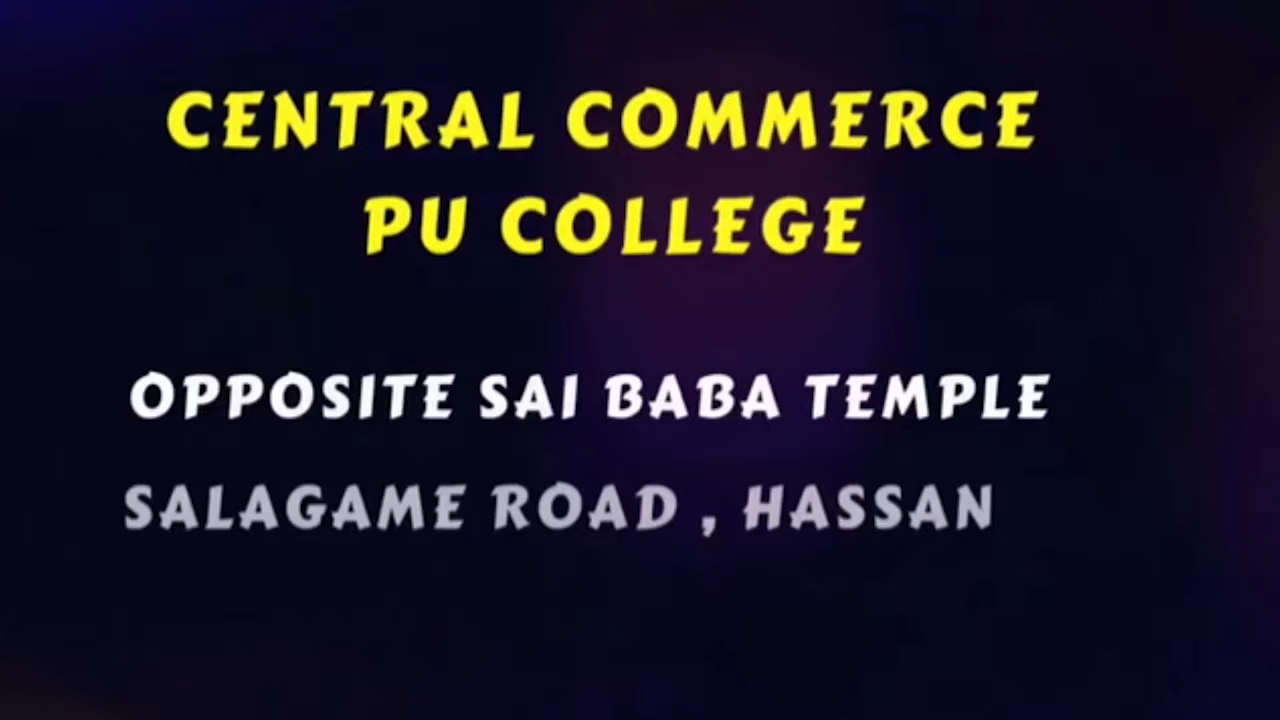 CENTRAL COMMERCE
PU COLLEGE
OPPOSITE SAI BABA TEMPLE
SALAGAME ROAD , HASSAN